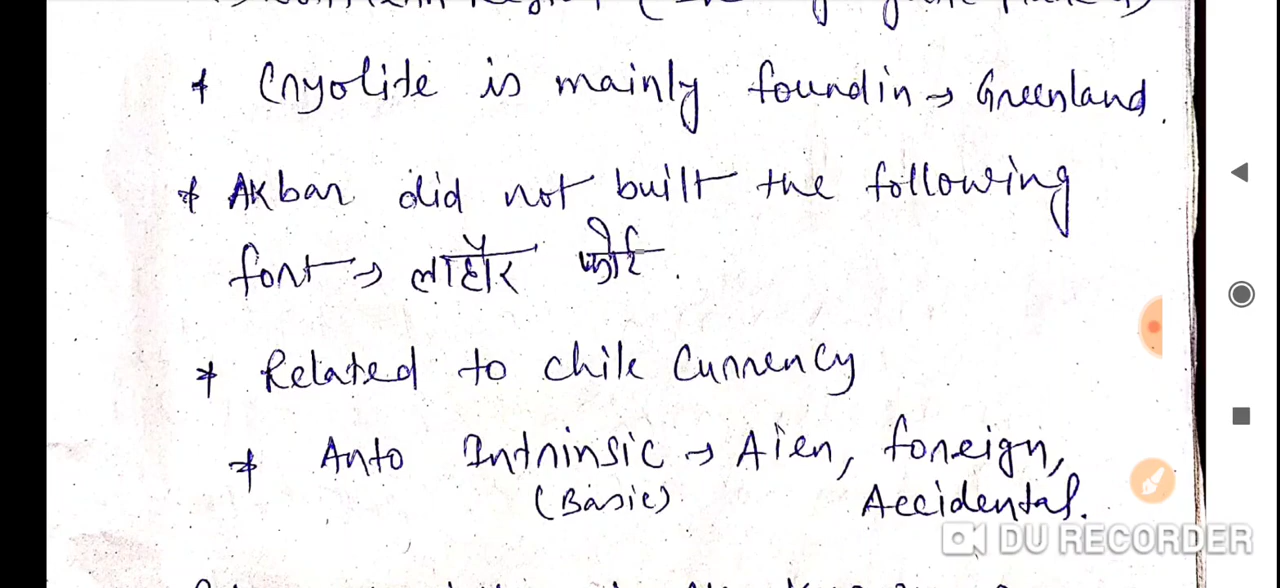 * Cryolite is mainly found in → Greenland.
* Akbar did not built the following
fort → लाहौर फोर्ट.
* Related to chile Currency
* Anto Intrinsic → Aien, foreign,
(Basic) Accidental.
DU RECORDER